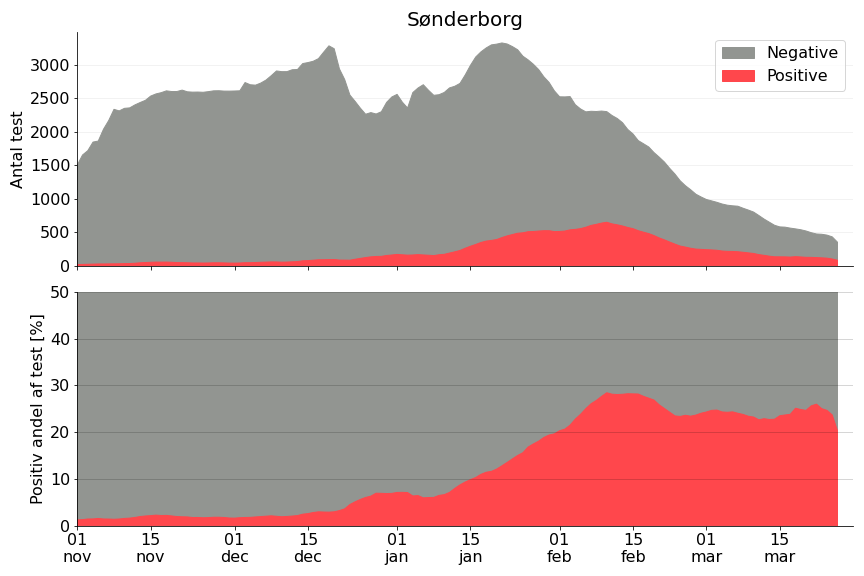 Sønderborg
Antal test
3000
2500
2000
1500
1000
500
0
Negative
Positive
Positiv andel af test [%]
50
40
30
20
10
0
01 15 01 15 01 15 01 15 01 15
nov nov dec dec jan jan feb feb mar mar